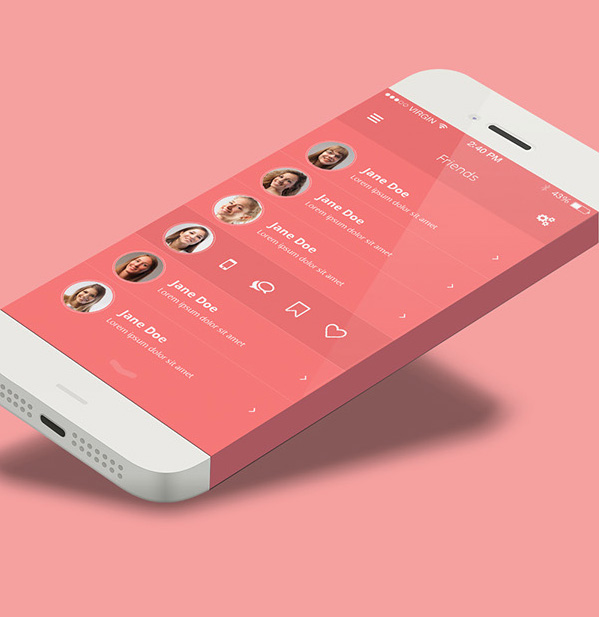 VIRGIN
2:40 PM
43%
Friends
Jane Doe
Lorem ipsum dolor sit amet
Jane Doe
Lorem ipsum dolor sit amet
Jane Doe
Lorem ipsum dolor sit amet
Jane Doe
Lorem ipsum dolor sit amet
Jane Doe
Lorem ipsum dolor sit amet